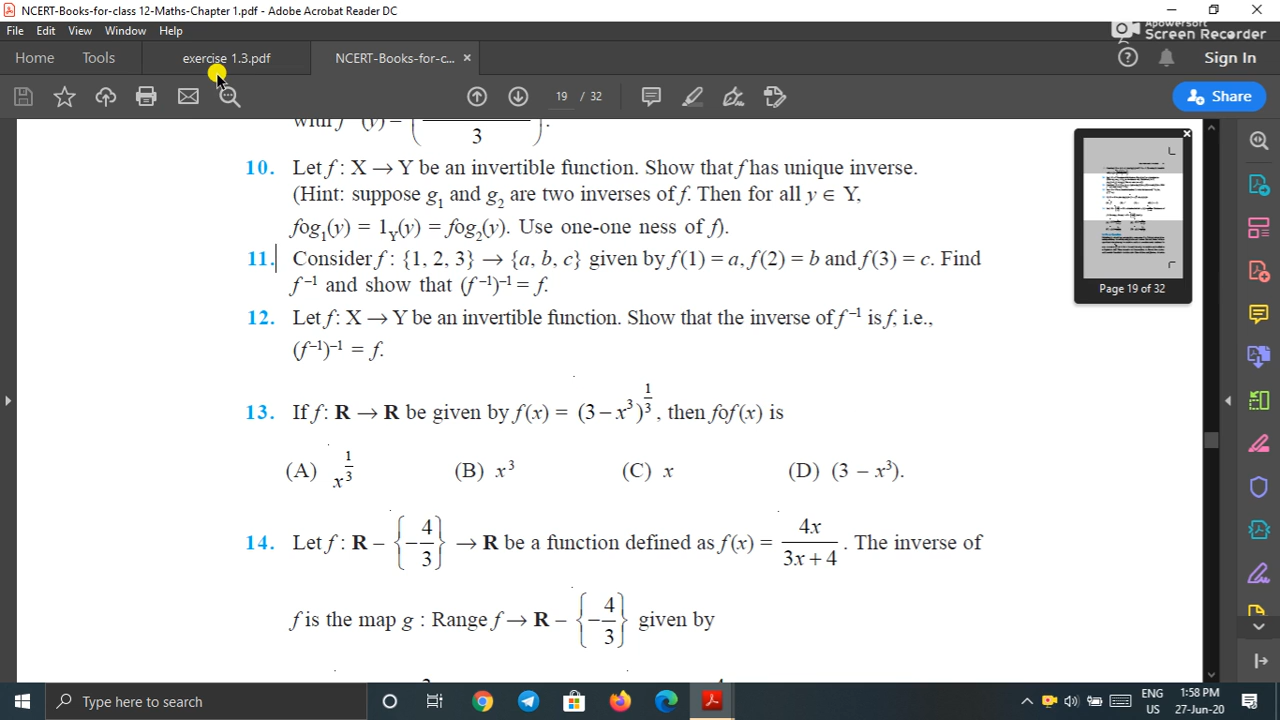 NCERT-Books-for-class 12-Maths-Chapter 1.pdf - Adobe Acrobat Reader DC
File Edit View Window Help
Apowersoft
Screen Recorder
Home Tools exercise 1.3.pdf NCERT-Books-for-c... × Sign In
19 / 32 Share
with f (y) = ( 3 ).
10. Let f : X → Y be an invertible function. Show that f has unique inverse.
(Hint: suppose g₁ and g₂ are two inverses of f. Then for all y ∈ Y,
fog₁(y) = 1_Y(y) = fog₂(y). Use one-one ness of f).
11. Consider f : {1, 2, 3} → {a, b, c} given by f(1) = a, f(2) = b and f(3) = c. Find
f⁻¹ and show that (f⁻¹)⁻¹ = f.
12. Let f: X → Y be an invertible function. Show that the inverse of f⁻¹ is f, i.e.,
(f⁻¹)⁻¹ = f.
13. If f: R → R be given by f(x) = (3 − x³)^(1/3), then fof(x) is
(A) x^(1/3) (B) x³ (C) x (D) (3 − x³).
14. Let f : R − {−4/3} → R be a function defined as f(x) = 4x/(3x + 4). The inverse of
f is the map g : Range f → R − {−4/3} given by
Page 19 of 32
Type here to search
ENG
US
1:58 PM
27-Jun-20